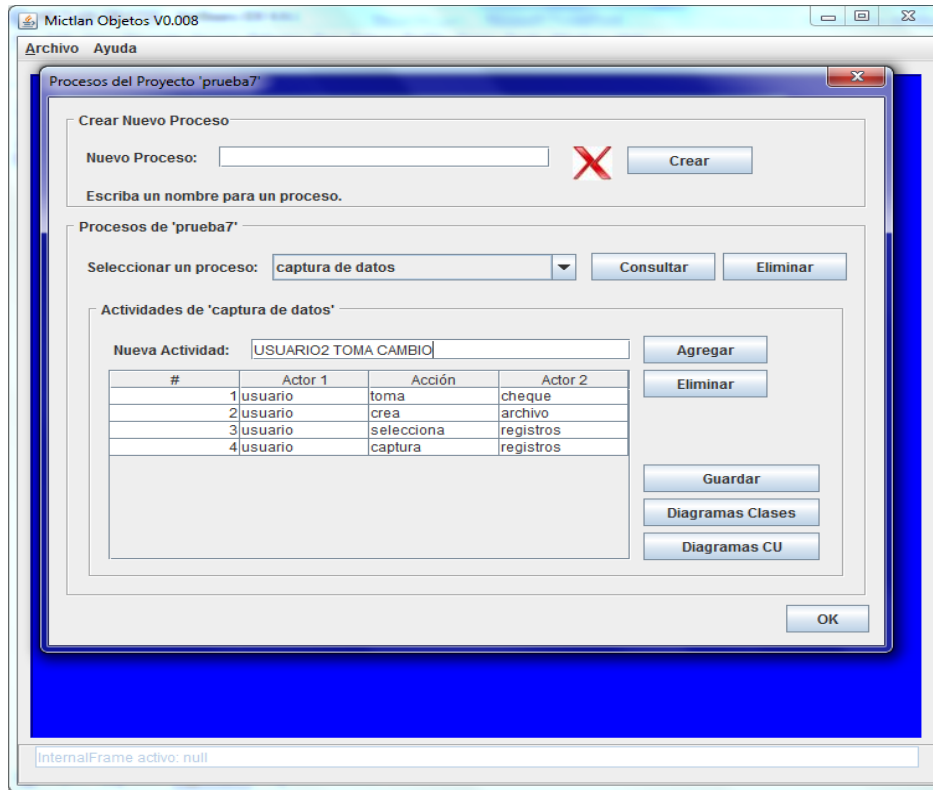 Mictlan Objetos V0.008
Archivo Ayuda
Procesos del Proyecto 'prueba7'
Crear Nuevo Proceso
Nuevo Proceso: Crear
Escriba un nombre para un proceso.
Procesos de 'prueba7'
Seleccionar un proceso: captura de datos Consultar Eliminar
Actividades de 'captura de datos'
Nueva Actividad: USUARIO2 TOMA CAMBIO Agregar
# Actor 1 Acción Actor 2
Eliminar
1 usuario toma cheque
2 usuario crea archivo
3 usuario selecciona registros
4 usuario captura registros
Guardar
Diagramas Clases
Diagramas CU
OK
InternalFrame activo: null